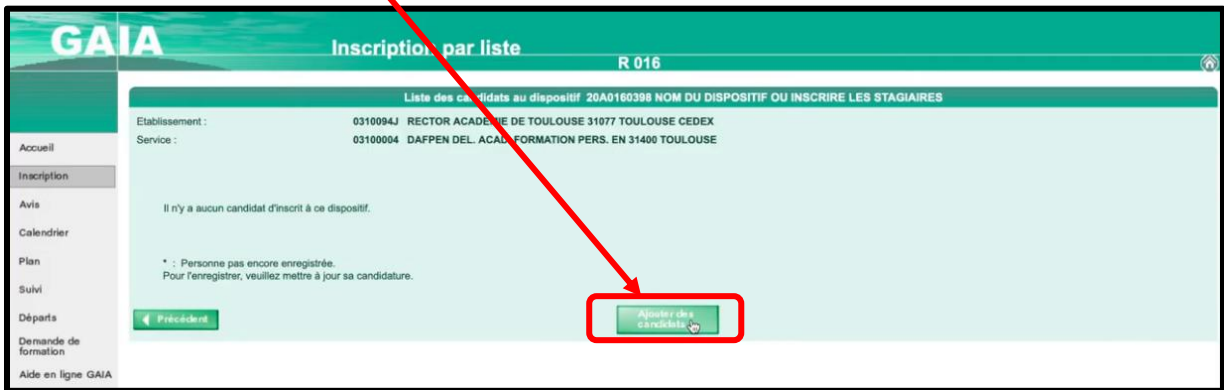 GAIA
Inscription par liste
R 016
Liste des candidats au dispositif 20A0160398 NOM DU DISPOSITIF OU INSCRIRE LES STAGIAIRES
Etablissement : 0310094J RECTOR ACADEMIE DE TOULOUSE 31077 TOULOUSE CEDEX
Service : 03100004 DAFPEN DEL. ACAD. FORMATION PERS. EN 31400 TOULOUSE
Accueil
Inscription
Avis
Calendrier
Plan
Suivi
Départs
Demande de
formation
Aide en ligne GAIA
Il n'y a aucun candidat d'inscrit à ce dispositif.
* : Personne pas encore enregistrée.
Pour l'enregistrer, veuillez mettre à jour sa candidature.
Précédent
Ajouter des
candidats